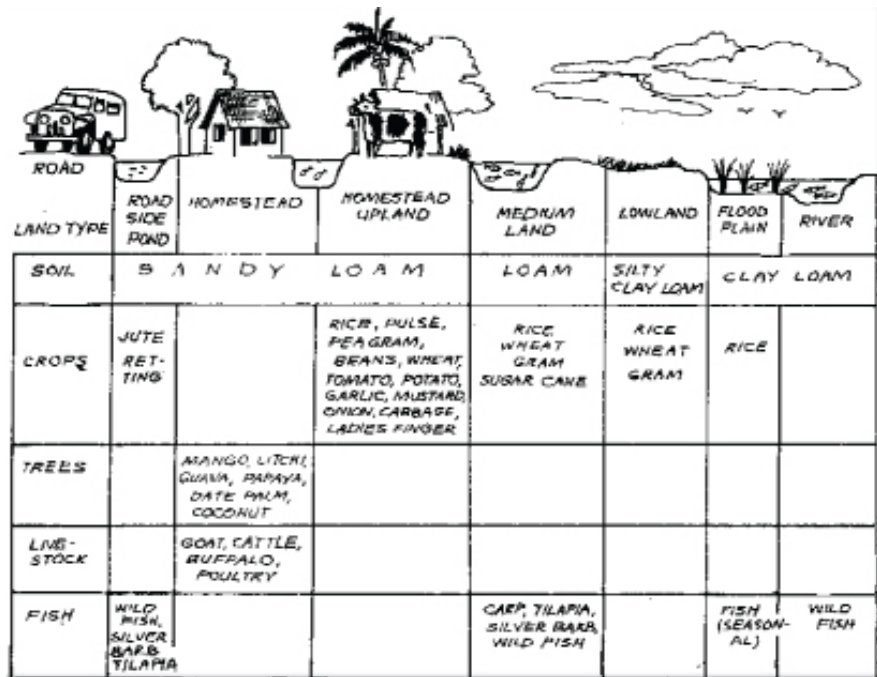 ROAD
LAND TYPE
ROAD
SIDE
POND
HOMESTEAD
HOMESTEAD
UPLAND
MEDIUM
LAND
LOWLAND
FLOOD
PLAIN
RIVER
SOIL
SANDY LOAM
LOAM
SILTY
CLAY LOAM
CLAY LOAM
CROPS
JUTE
RET-
TING
RICE, PULSE,
PEAGRAM,
BEANS, WHEAT,
TOMATO, POTATO,
GARLIC, MUSTARD,
ONION, CABBAGE,
LADIES FINGER
RICE
WHEAT
GRAM
SUGAR CANE
RICE
WHEAT
GRAM
RICE
TREES
MANGO, LITCHI,
GUAVA, PAPAYA,
DATE PALM,
COCONUT
LIVE-
STOCK
GOAT, CATTLE,
BUFFALO,
POULTRY
FISH
WILD
FISH,
SILVER
BARB
TILAPIA
CARP, TILAPIA,
SILVER BARB,
WILD FISH
FISH
(SEASON-
AL)
WILD
FISH